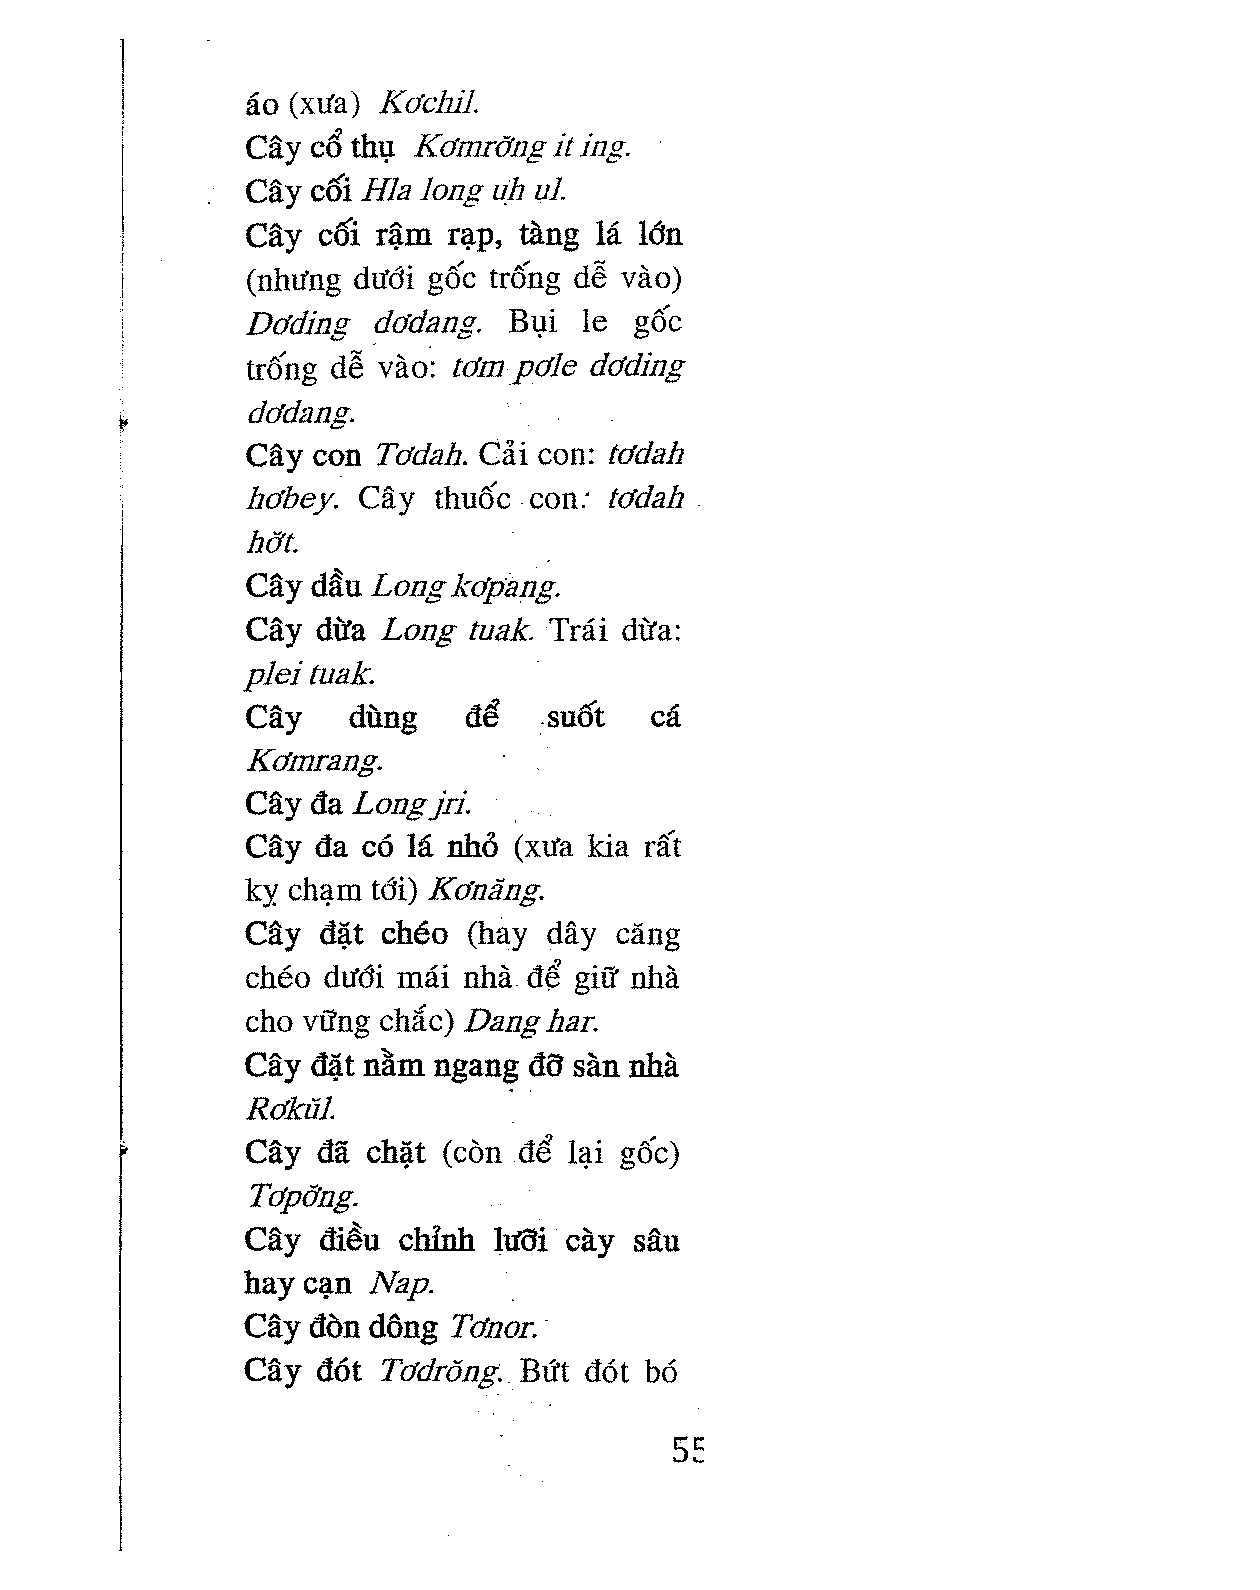 áo (xưa) Kơchil.
Cây cổ thụ Kơmrơ̆ng it ing.
Cây cối Hla long ụh ụl.
Cây cối rậm rạp, tàng lá lớn
(nhưng dưới gốc trống dễ vào)
Dơding dơdang. Bụi le gốc
trống dễ vào: tơm pơle dơding
dơdang.
Cây con Tơdah. Cải con: tơdah
hơbey. Cây thuốc con: tơdah
hơ̆t.
Cây dầu Long kơpang.
Cây dừa Long tuak. Trái dừa:
plei tuak.
Cây dùng để suốt cá
Kơmrang.
Cây đa Long jri.
Cây đa có lá nhỏ (xưa kia rất
kỵ chạm tới) Kơnăng.
Cây đặt chéo (hay dây căng
chéo dưới mái nhà để giữ nhà
cho vững chắc) Dang har.
Cây đặt nằm ngang đỡ sàn nhà
Rơkŭl.
Cây đã chặt (còn để lại gốc)
Tơpơ̆ng.
Cây điều chỉnh lưỡi cày sâu
hay cạn Nap.
Cây đòn dông Tơnor.
Cây đót Tơdrŏng. Bứt đót bó
55